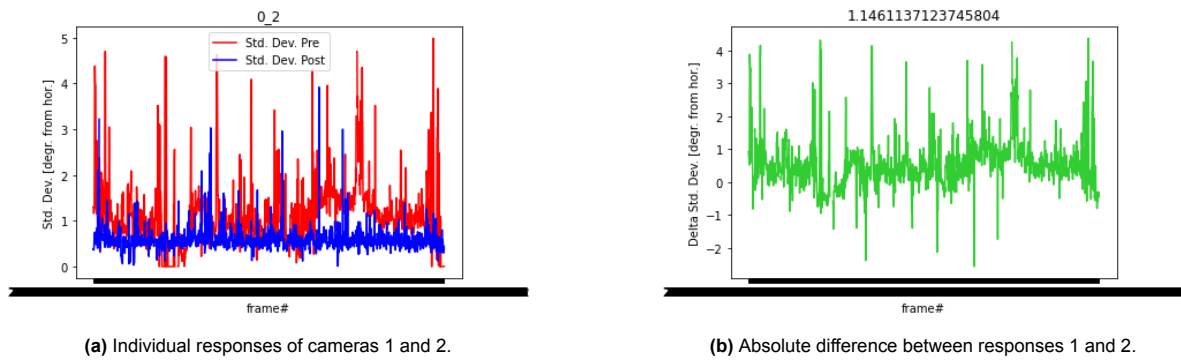 0_2
Std. Dev. Pre
Std. Dev. Post
Std. Dev. [degr. from hor.]
5
4
3
2
1
0
frame#
(a) Individual responses of cameras 1 and 2.
1.1461137123745804
Delta Std. Dev. [degr. from hor.]
4
3
2
1
0
−1
−2
frame#
(b) Absolute difference between responses 1 and 2.